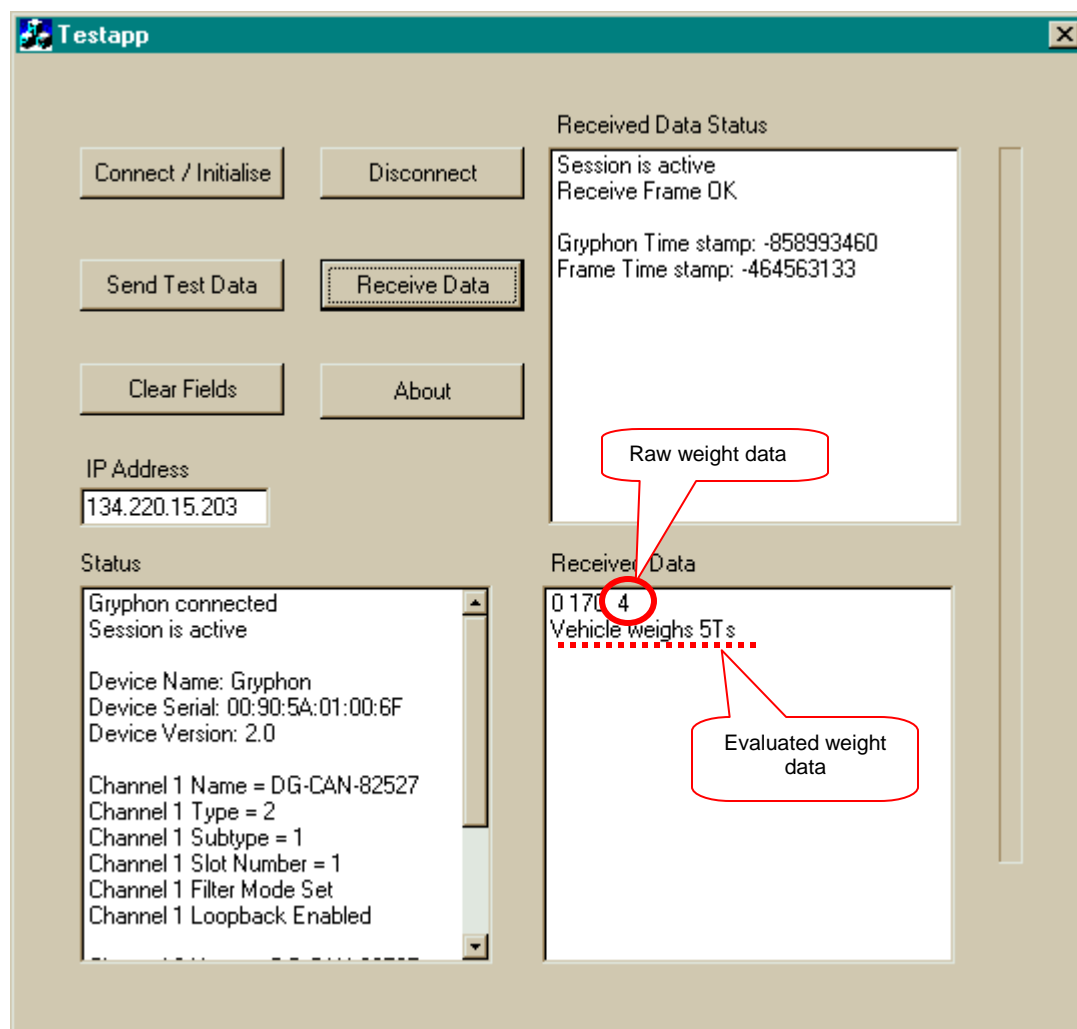 Testapp
Connect / Initialise
Disconnect
Send Test Data
Receive Data
Clear Fields
About
IP Address
134.220.15.203
Received Data Status
Session is active
Receive Frame OK
Gryphon Time stamp: -858993460
Frame Time stamp: -464563133
Raw weight data
Status
Gryphon connected
Session is active
Device Name: Gryphon
Device Serial: 00:90:5A:01:00:6F
Device Version: 2.0
Channel 1 Name = DG-CAN-82527
Channel 1 Type = 2
Channel 1 Subtype = 1
Channel 1 Slot Number = 1
Channel 1 Filter Mode Set
Channel 1 Loopback Enabled
Received Data
0 170 4
Vehicle weighs 5Ts
Evaluated weight
data